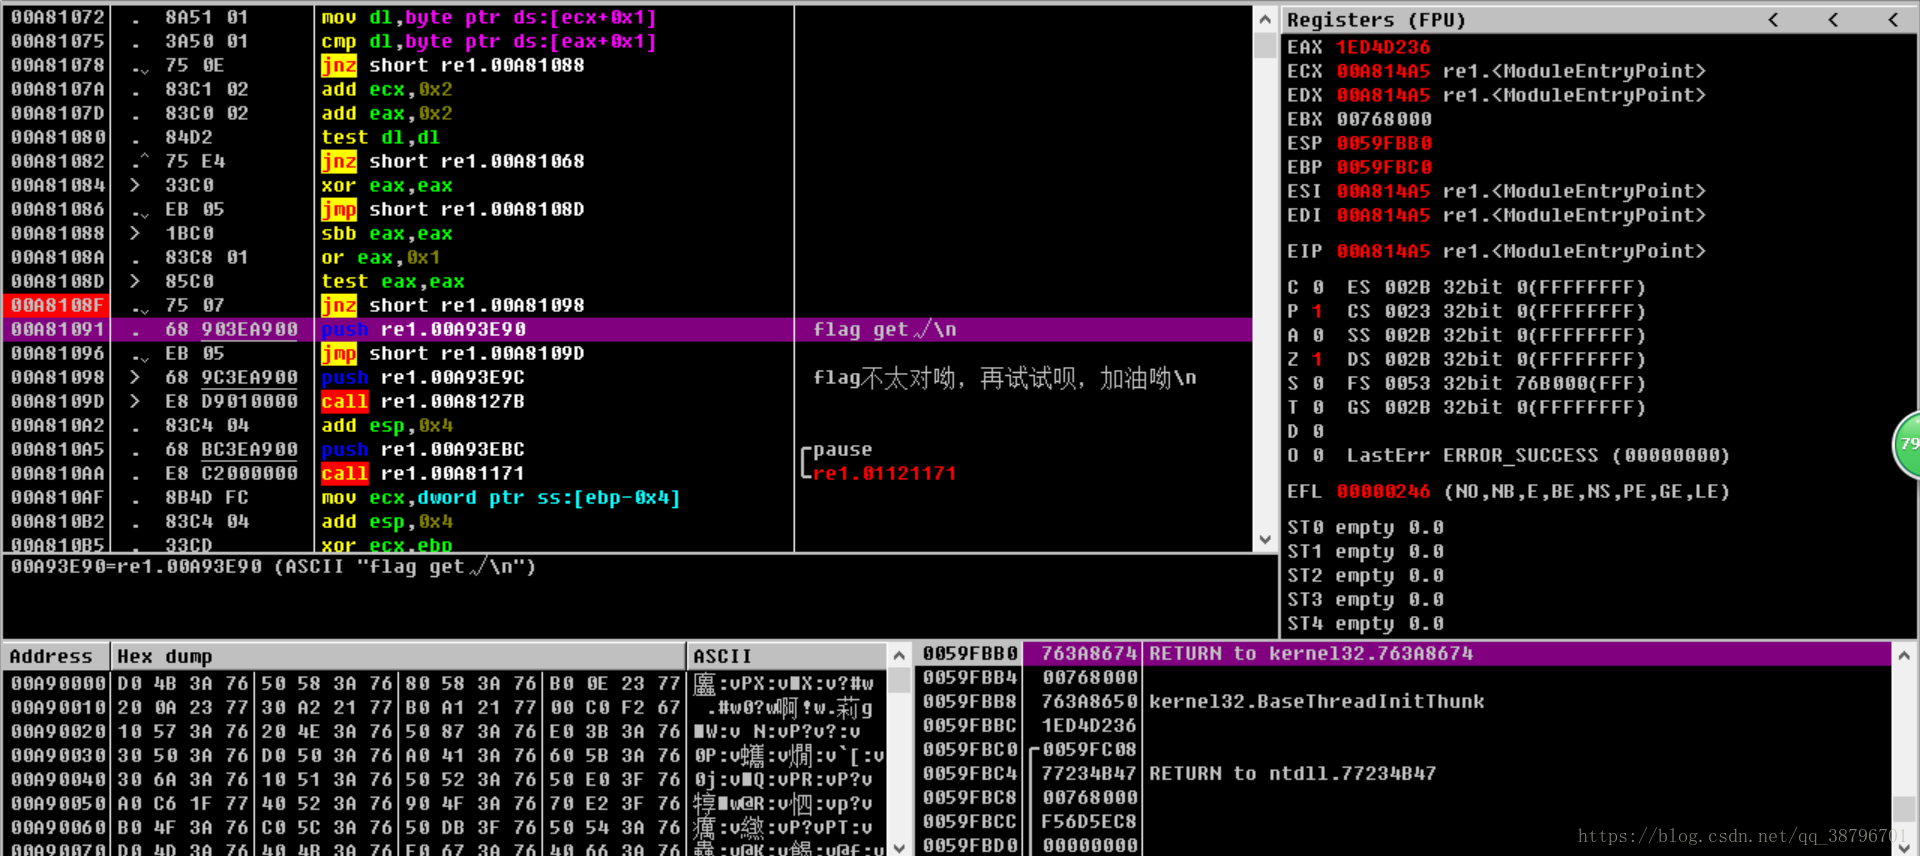 00A81072 . 8A51 01 mov dl,byte ptr ds:[ecx+0x1]
00A81075 . 3A50 01 cmp dl,byte ptr ds:[eax+0x1]
00A81078 .⌄ 75 0E jnz short re1.00A81088
00A8107A . 83C1 02 add ecx,0x2
00A8107D . 83C0 02 add eax,0x2
00A81080 . 84D2 test dl,dl
00A81082 .^ 75 E4 jnz short re1.00A81068
00A81084 > 33C0 xor eax,eax
00A81086 .⌄ EB 05 jmp short re1.00A8108D
00A81088 > 1BC0 sbb eax,eax
00A8108A . 83C8 01 or eax,0x1
00A8108D > 85C0 test eax,eax
00A8108F .⌄ 75 07 jnz short re1.00A81098
00A81091 . 68 903EA900 push re1.00A93E90 flag get√\n
00A81096 .⌄ EB 05 jmp short re1.00A8109D
00A81098 > 68 9C3EA900 push re1.00A93E9C flag不太对呦，再试试呗，加油呦\n
00A8109D > E8 D9010000 call re1.00A8127B
00A810A2 . 83C4 04 add esp,0x4
00A810A5 . 68 BC3EA900 push re1.00A93EBC pause
00A810AA . E8 C2000000 call re1.00A81171 re1.01121171
00A810AF . 8B4D FC mov ecx,dword ptr ss:[ebp-0x4]
00A810B2 . 83C4 04 add esp,0x4
00A810B5 . 33CD xor ecx,ebp
00A93E90=re1.00A93E90 (ASCII "flag get√\n")
Registers (FPU) < < <
EAX 1ED4D236
ECX 00A814A5 re1.<ModuleEntryPoint>
EDX 00A814A5 re1.<ModuleEntryPoint>
EBX 00768000
ESP 0059FBB0
EBP 0059FBC0
ESI 00A814A5 re1.<ModuleEntryPoint>
EDI 00A814A5 re1.<ModuleEntryPoint>
EIP 00A814A5 re1.<ModuleEntryPoint>
C 0 ES 002B 32bit 0(FFFFFFFF)
P 1 CS 0023 32bit 0(FFFFFFFF)
A 0 SS 002B 32bit 0(FFFFFFFF)
Z 1 DS 002B 32bit 0(FFFFFFFF)
S 0 FS 0053 32bit 76B000(FFF)
T 0 GS 002B 32bit 0(FFFFFFFF)
D 0
O 0 LastErr ERROR_SUCCESS (00000000)
EFL 00000246 (NO,NB,E,BE,NS,PE,GE,LE)
ST0 empty 0.0
ST1 empty 0.0
ST2 empty 0.0
ST3 empty 0.0
ST4 empty 0.0
79
Address Hex dump ASCII
00A90000 D0 4B 3A 76 50 58 3A 76 80 58 3A 76 B0 0E 23 77
00A90010 20 0A 23 77 30 A2 21 77 B0 A1 21 77 00 C0 F2 67 .#w0?w啊!w.莉g
00A90020 10 57 3A 76 20 4E 3A 76 50 87 3A 76 E0 3B 3A 76 ■W:v N:vP?v?:v
00A90030 30 50 3A 76 D0 50 3A 76 A0 41 3A 76 60 5B 3A 76
00A90040 30 6A 3A 76 10 51 3A 76 50 52 3A 76 50 E0 3F 76 0j:v■Q:vPR:vP?v
00A90050 A0 C6 1F 77 40 52 3A 76 90 4F 3A 76 70 E2 3F 76
00A90060 B0 4F 3A 76 C0 5C 3A 76 50 DB 3F 76 50 54 3A 76
00A90070 D0 4D 3A 76 40 4B 3A 76 E0 67 3A 76 40 66 3A 76
0059FBB0 763A8674 RETURN to kernel32.763A8674
0059FBB4 00768000
0059FBB8 763A8650 kernel32.BaseThreadInitThunk
0059FBBC 1ED4D236
0059FBC0 0059FC08
0059FBC4 77234B47 RETURN to ntdll.77234B47
0059FBC8 00768000
0059FBCC F56D5EC8
0059FBD0 00000000
https://blog.csdn.net/qq_38796701